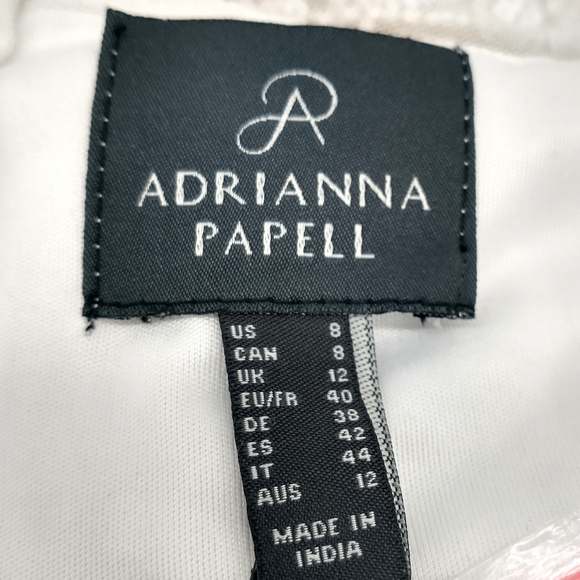 AP
ADRIANNA
PAPELL
US 8
CAN 8
UK 12
EU/FR 40
DE 38
ES 42
IT 44
AUS 12
MADE IN
INDIA